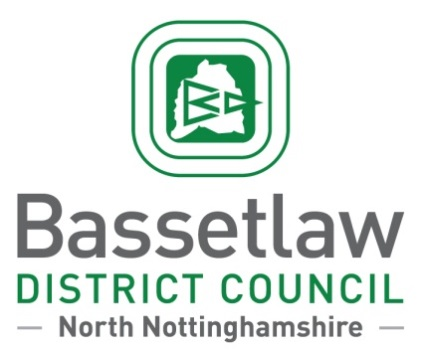 Bassetlaw
DISTRICT COUNCIL
North Nottinghamshire